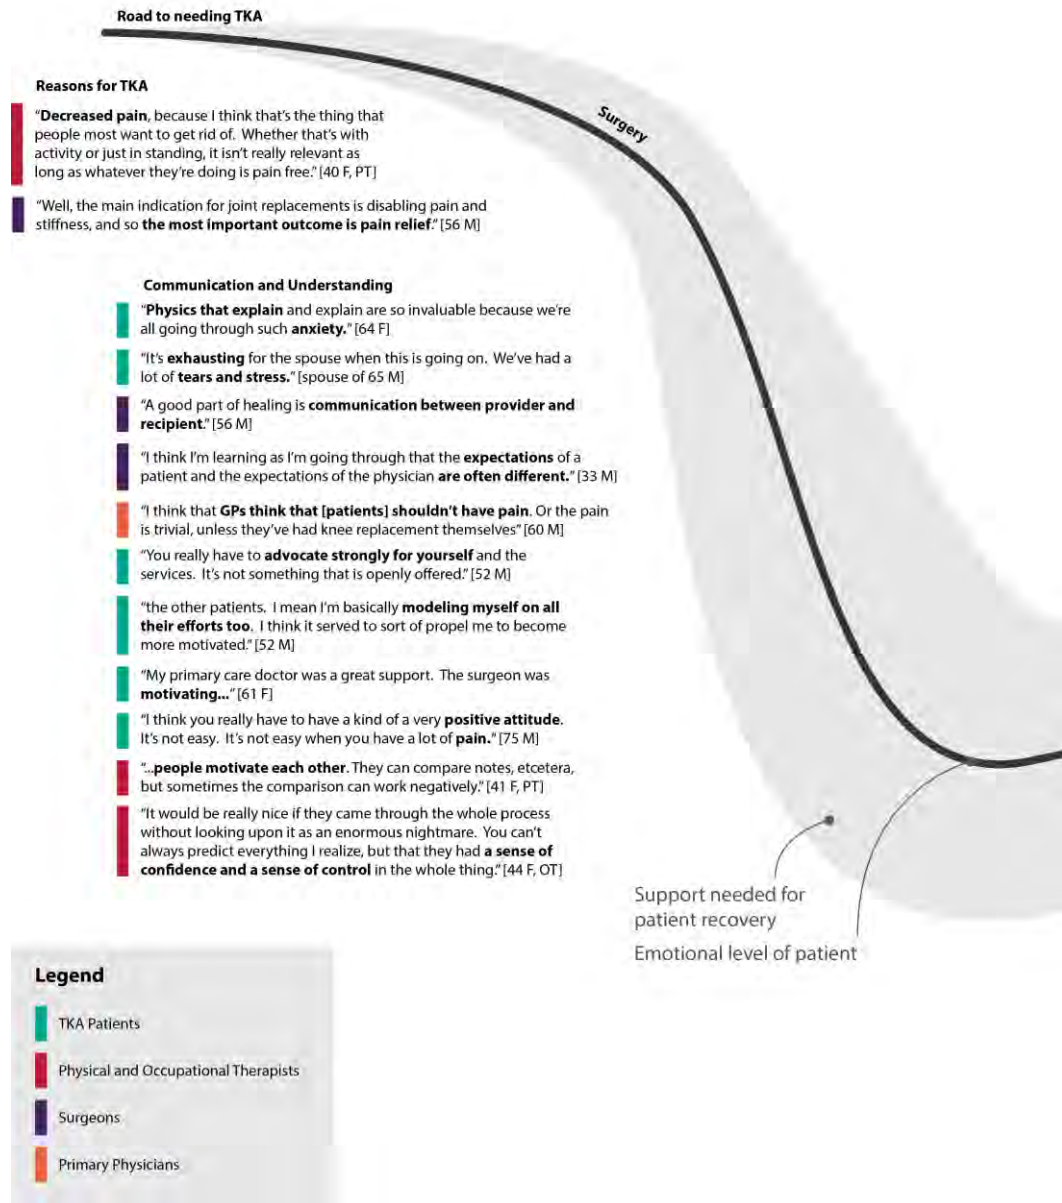 Road to needing TKA
Surgery
Reasons for TKA
"Decreased pain, because I think that's the thing that
people most want to get rid of. Whether that's with
activity or just in standing, it isn't really relevant as
long as whatever they're doing is pain free." [40 F, PT]
"Well, the main indication for joint replacements is disabling pain and
stiffness, and so the most important outcome is pain relief." [56 M]
Communication and Understanding
"Physics that explain and explain are so invaluable because we're
all going through such anxiety." [64 F]
"It's exhausting for the spouse when this is going on. We've had a
lot of tears and stress." [spouse of 65 M]
"A good part of healing is communication between provider and
recipient." [56 M]
"I think I'm learning as I'm going through that the expectations of a
patient and the expectations of the physician are often different." [33 M]
"I think that GPs think that [patients] shouldn't have pain. Or the pain
is trivial, unless they've had knee replacement themselves" [60 M]
"You really have to advocate strongly for yourself and the
services. It's not something that is openly offered." [52 M]
"the other patients. I mean I'm basically modeling myself on all
their efforts too. I think it served to sort of propel me to become
more motivated." [52 M]
"My primary care doctor was a great support. The surgeon was
motivating..." [61 F]
"I think you really have to have a kind of a very positive attitude.
It's not easy. It's not easy when you have a lot of pain." [75 M]
"...people motivate each other. They can compare notes, etcetera,
but sometimes the comparison can work negatively." [41 F, PT]
"It would be really nice if they came through the whole process
without looking upon it as an enormous nightmare. You can't
always predict everything I realize, but that they had a sense of
confidence and a sense of control in the whole thing." [44 F, OT]
Support needed for
patient recovery
Emotional level of patient
Legend
TKA Patients
Physical and Occupational Therapists
Surgeons
Primary Physicians